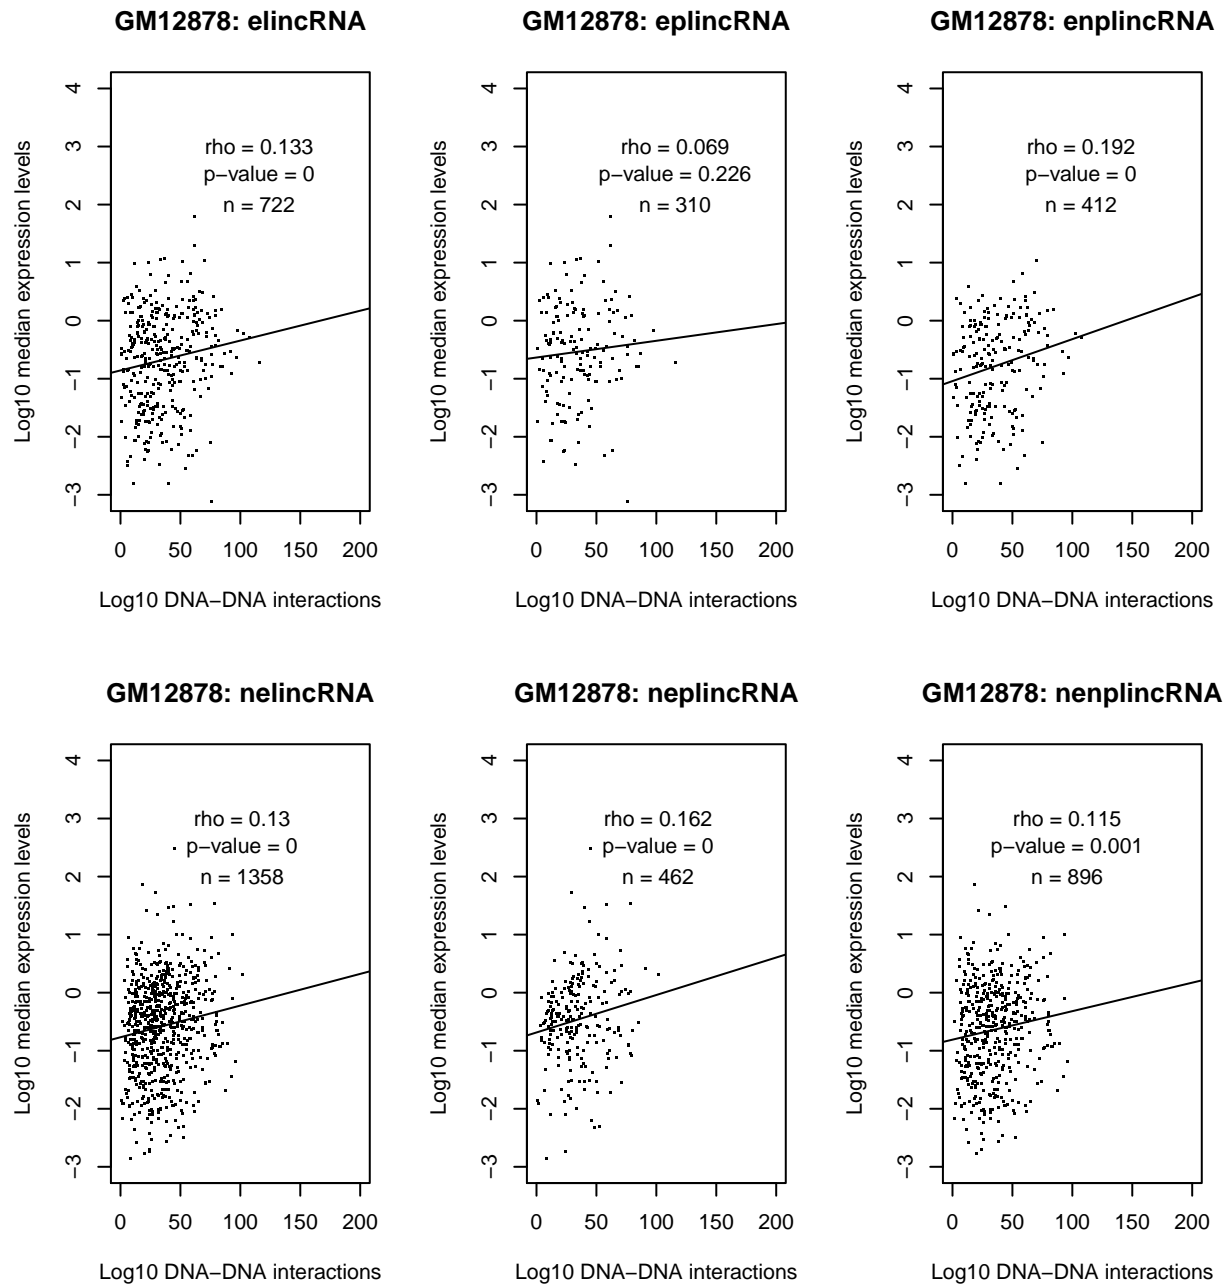 GM12878: elincRNA
Log10 median expression levels
4
3
2
1
0
−1
−2
−3
rho = 0.133
p−value = 0
n = 722
0 50 100 150 200
Log10 DNA−DNA interactions
GM12878: eplincRNA
Log10 median expression levels
4
3
2
1
0
−1
−2
−3
rho = 0.069
p−value = 0.226
n = 310
0 50 100 150 200
Log10 DNA−DNA interactions
GM12878: enplincRNA
Log10 median expression levels
4
3
2
1
0
−1
−2
−3
rho = 0.192
p−value = 0
n = 412
0 50 100 150 200
Log10 DNA−DNA interactions
GM12878: nelincRNA
Log10 median expression levels
4
3
2
1
0
−1
−2
−3
rho = 0.13
p−value = 0
n = 1358
0 50 100 150 200
Log10 DNA−DNA interactions
GM12878: neplincRNA
Log10 median expression levels
4
3
2
1
0
−1
−2
−3
rho = 0.162
p−value = 0
n = 462
0 50 100 150 200
Log10 DNA−DNA interactions
GM12878: nenplincRNA
Log10 median expression levels
4
3
2
1
0
−1
−2
−3
rho = 0.115
p−value = 0.001
n = 896
0 50 100 150 200
Log10 DNA−DNA interactions